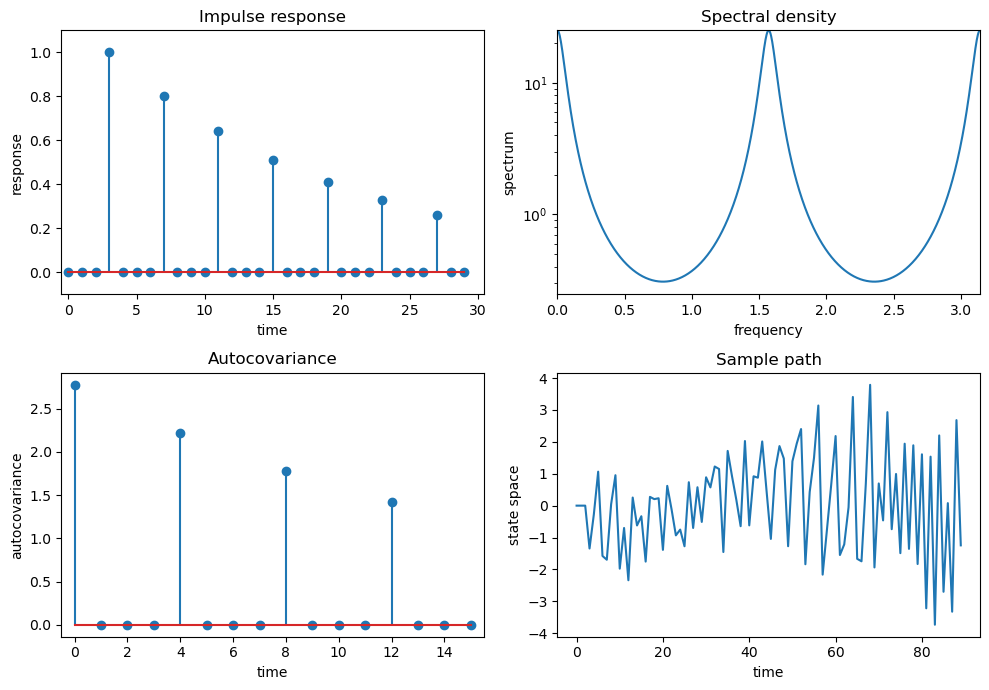 Impulse response
1.0
0.8
0.6
0.4
0.2
0.0
response
0 5 10 15 20 25 30
time
Spectral density
10¹
10⁰
spectrum
0.0 0.5 1.0 1.5 2.0 2.5 3.0
frequency
Autocovariance
2.5
2.0
1.5
1.0
0.5
0.0
autocovariance
0 2 4 6 8 10 12 14
time
Sample path
4
3
2
1
0
−1
−2
−3
−4
state space
0 20 40 60 80
time